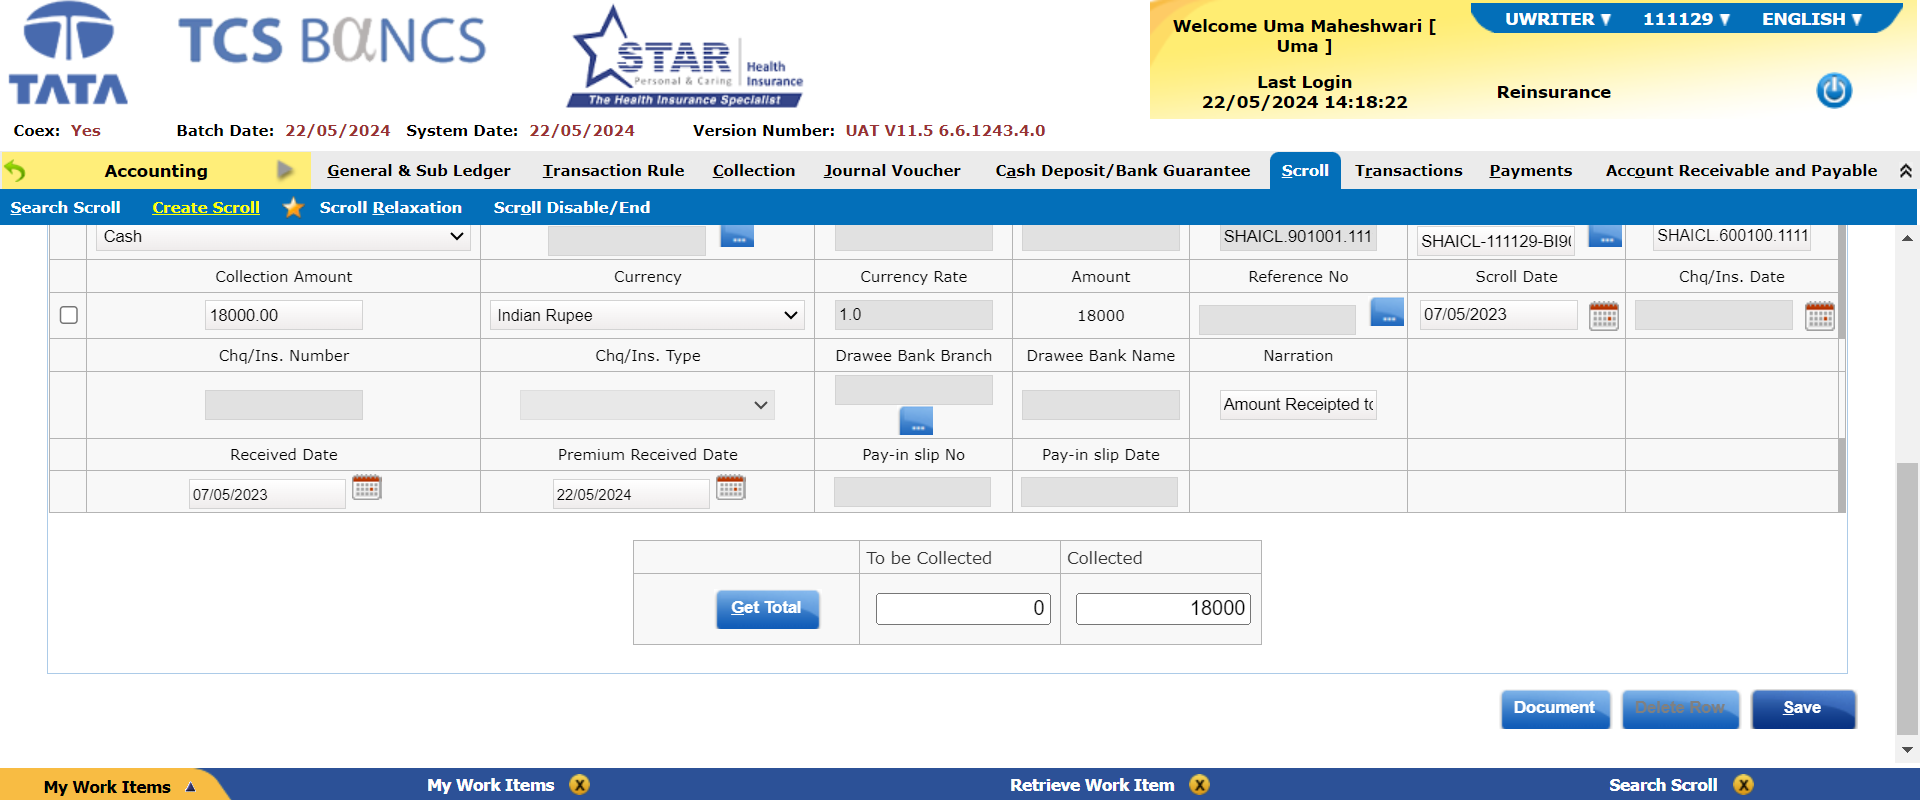 TATA
TCS BαNCS
STAR Health Insurance
Personal & Caring
The Health Insurance Specialist
Welcome Uma Maheshwari [ Uma ]
Last Login
22/05/2024 14:18:22
UWRITER ▼ 111129 ▼ ENGLISH ▼
Reinsurance
Coex: Yes Batch Date: 22/05/2024 System Date: 22/05/2024 Version Number: UAT V11.5 6.6.1243.4.0
Accounting General & Sub Ledger Transaction Rule Collection Journal Voucher Cash Deposit/Bank Guarantee Scroll Transactions Payments Account Receivable and Payable
Search Scroll Create Scroll Scroll Relaxation Scroll Disable/End
Cash ... SHAICL.901001.111 SHAICL-111129-BI9 ... SHAICL.600100.1111
Collection Amount Currency Currency Rate Amount Reference No Scroll Date Chq/Ins. Date
18000.00 Indian Rupee 1.0 18000 ... 07/05/2023
Chq/Ins. Number Chq/Ins. Type Drawee Bank Branch Drawee Bank Name Narration
... Amount Receipted to
Received Date Premium Received Date Pay-in slip No Pay-in slip Date
07/05/2023 22/05/2024
To be Collected Collected
Get Total 0 18000
Document Delete Row Save
My Work Items ▲ My Work Items X Retrieve Work Item X Search Scroll X